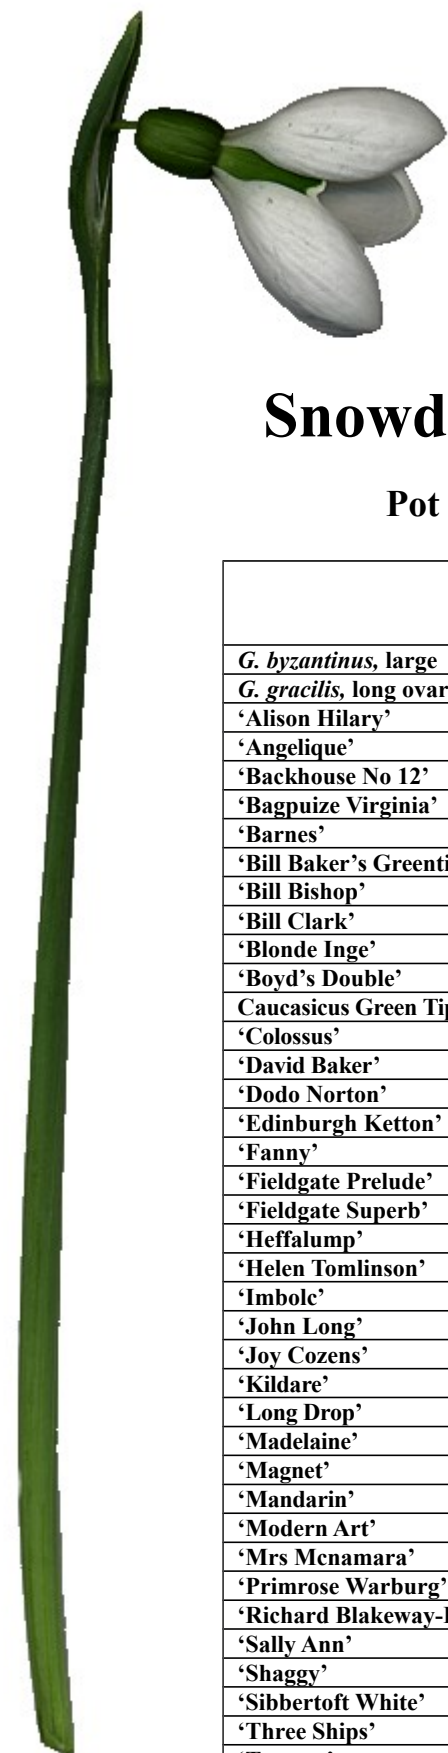 Snowd
Pot
G. byzantinus, large
G. gracilis, long ovar
‘Alison Hilary’
‘Angelique’
‘Backhouse No 12’
‘Bagpuize Virginia’
‘Barnes’
‘Bill Baker’s Greenti
‘Bill Bishop’
‘Bill Clark’
‘Blonde Inge’
‘Boyd’s Double’
Caucasicus Green Tip
‘Colossus’
‘David Baker’
‘Dodo Norton’
‘Edinburgh Ketton’
‘Fanny’
‘Fieldgate Prelude’
‘Fieldgate Superb’
‘Heffalump’
‘Helen Tomlinson’
‘Imbolc’
‘John Long’
‘Joy Cozens’
‘Kildare’
‘Long Drop’
‘Madelaine’
‘Magnet’
‘Mandarin’
‘Modern Art’
‘Mrs Mcnamara’
‘Primrose Warburg’
‘Richard Blakeway-
‘Sally Ann’
‘Shaggy’
‘Sibbertoft White’
‘Three Ships’